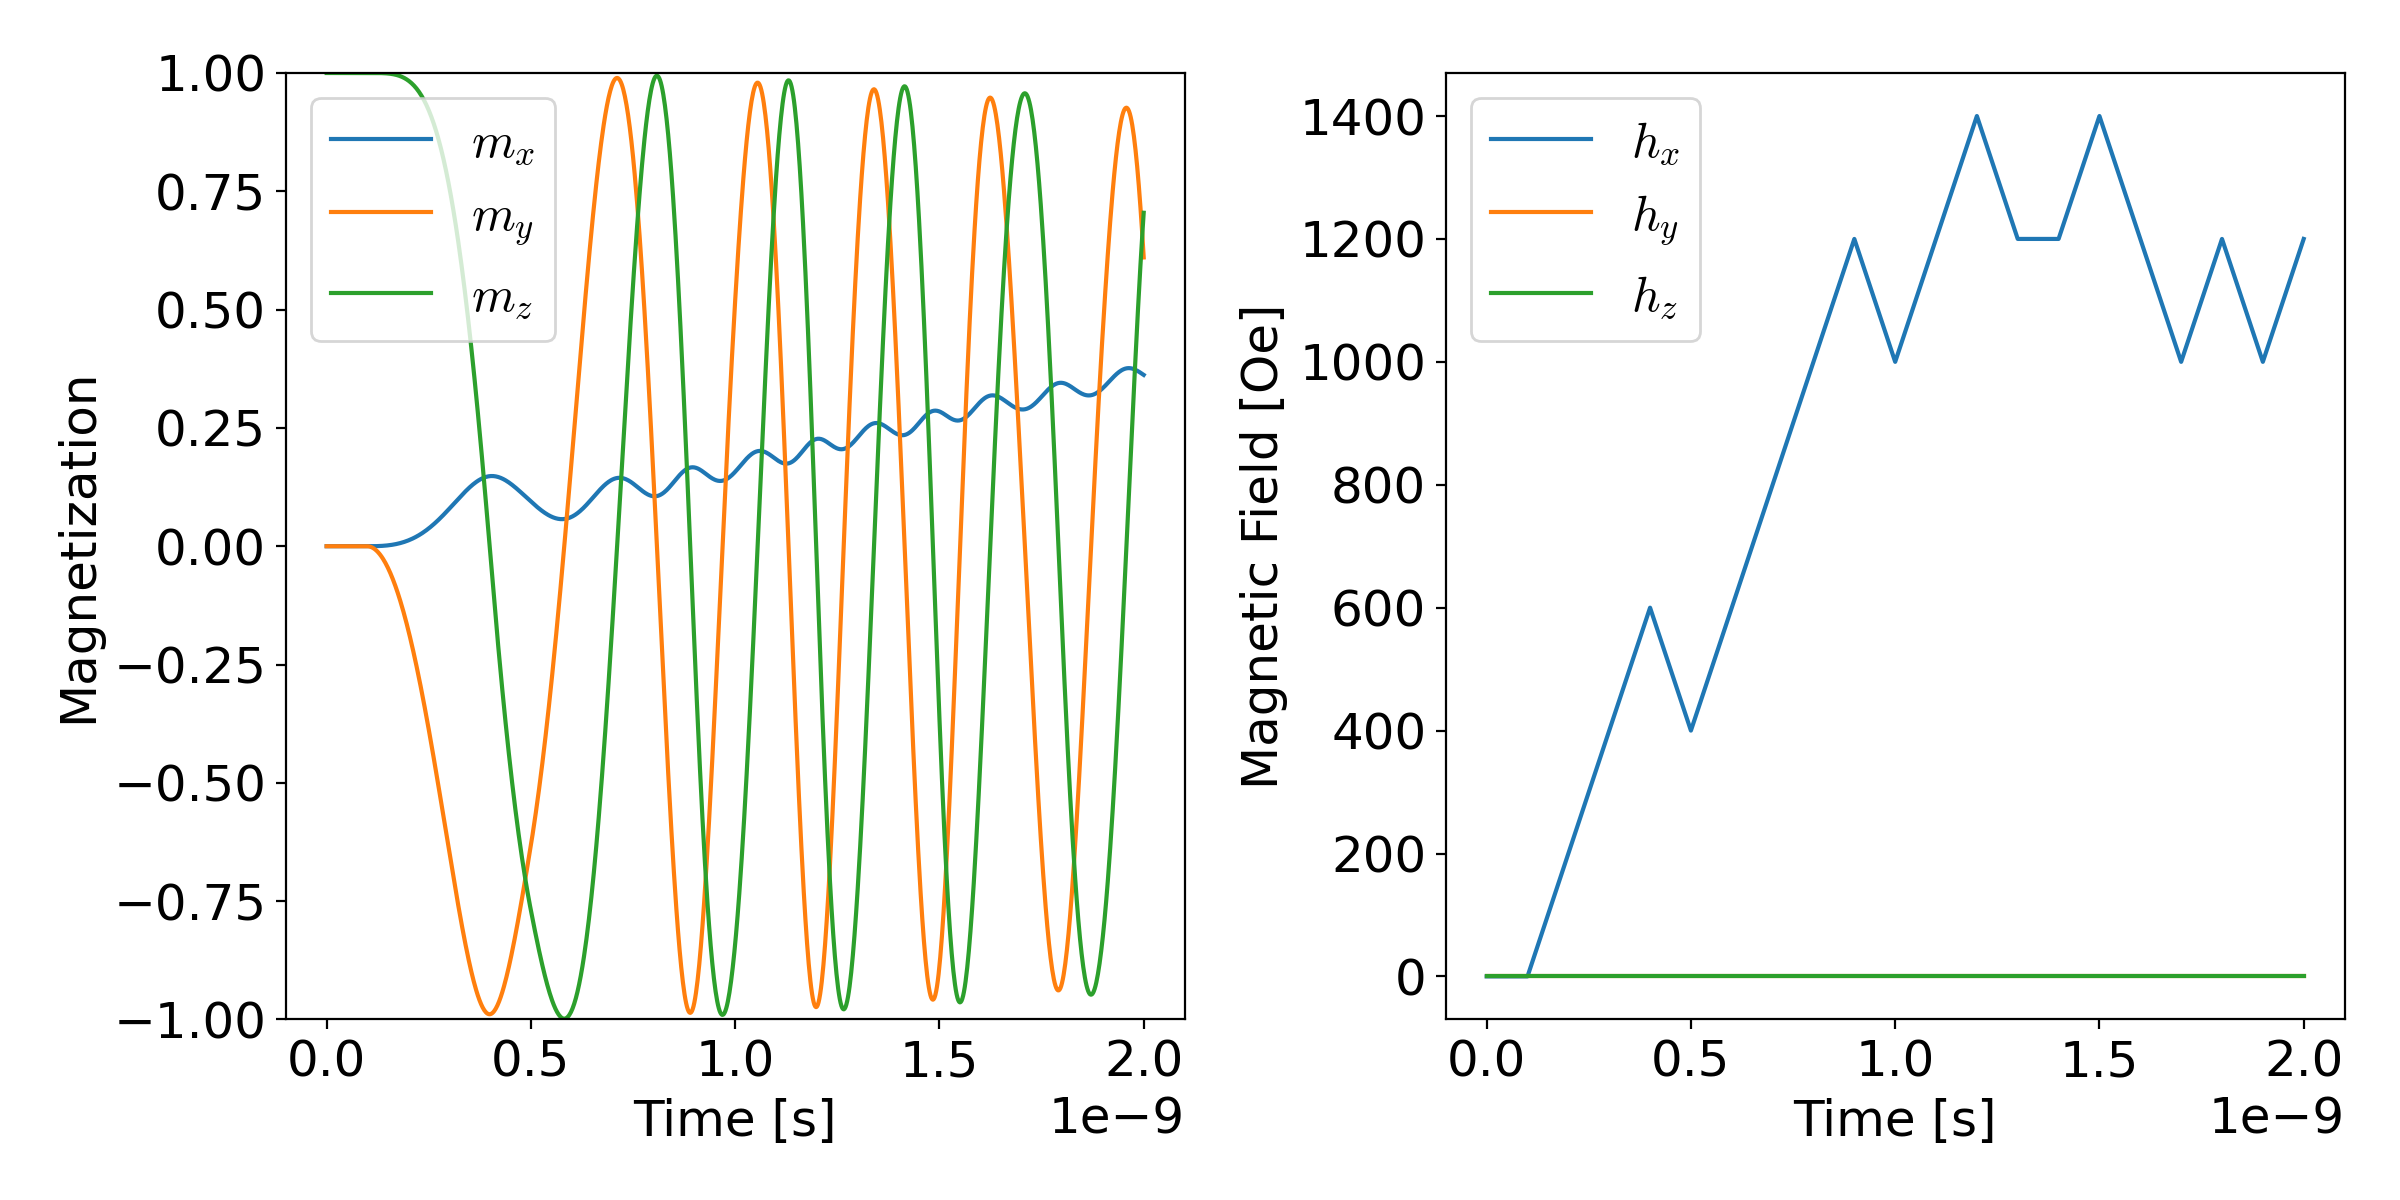 Magnetization
1.00
0.75
0.50
0.25
0.00
−0.25
−0.50
−0.75
−1.00
m_x
m_y
m_z
0.0 0.5 1.0 1.5 2.0
Time [s]
1e−9
Magnetic Field [Oe]
1400
1200
1000
800
600
400
200
0
h_x
h_y
h_z
0.0 0.5 1.0 1.5 2.0
Time [s]
1e−9